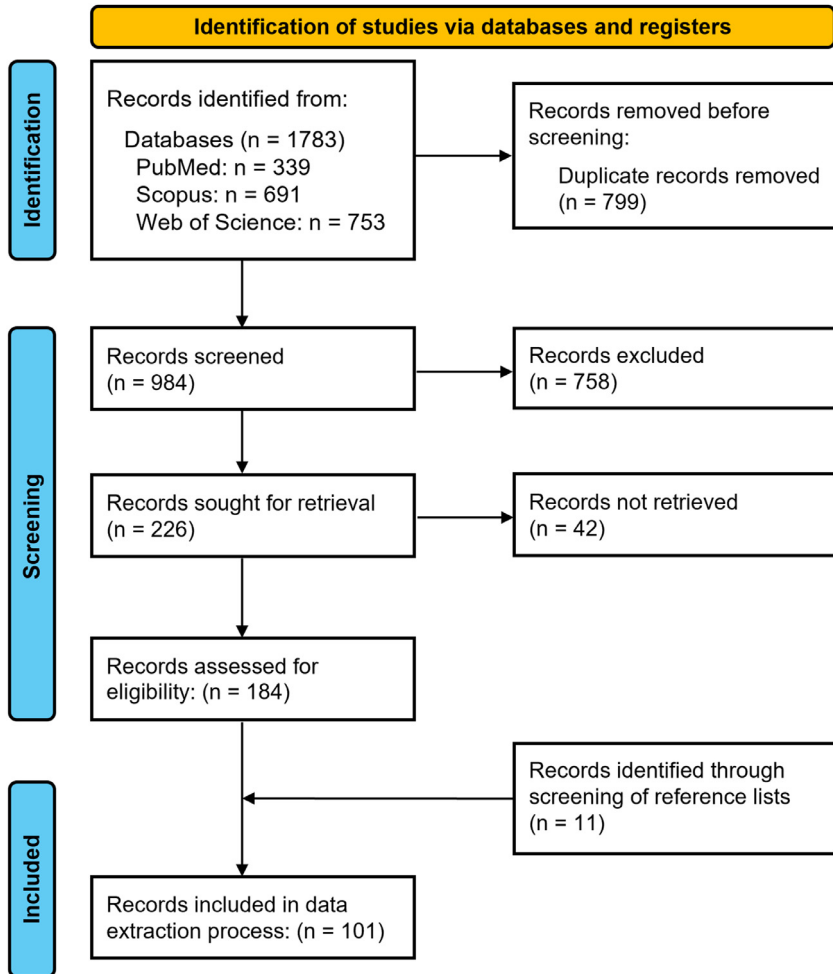 Identification of studies via databases and registers
Identification
Records identified from:
Databases (n = 1783)
PubMed: n = 339
Scopus: n = 691
Web of Science: n = 753
Records removed before
screening:
Duplicate records removed
(n = 799)
Screening
Records screened
(n = 984)
Records excluded
(n = 758)
Records sought for retrieval
(n = 226)
Records not retrieved
(n = 42)
Records assessed for
eligibility: (n = 184)
Included
Records identified through
screening of reference lists
(n = 11)
Records included in data
extraction process: (n = 101)